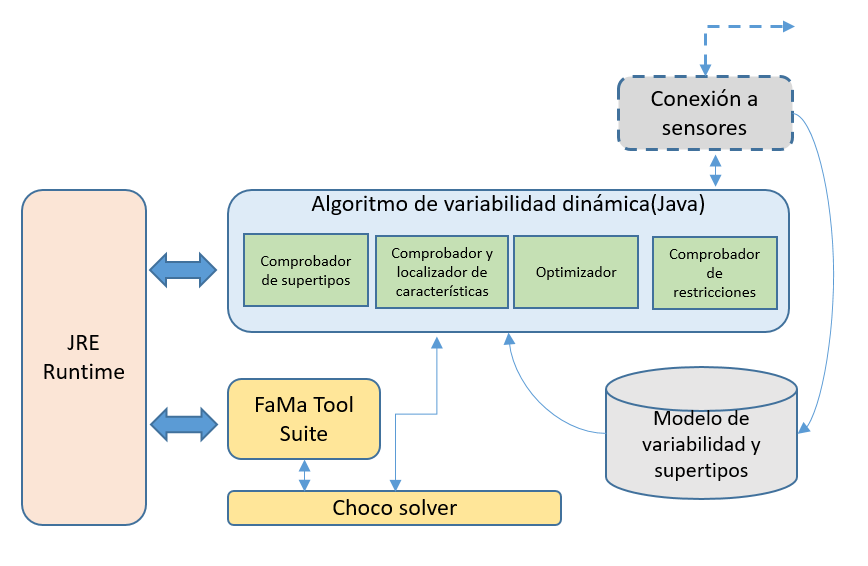 Conexión a
sensores
Algoritmo de variabilidad dinámica(Java)
Comprobador
de supertipos
Comprobador y
localizador de
características
Optimizador
Comprobador
de
restricciones
JRE
Runtime
FaMa Tool
Suite
Modelo de
variabilidad y
supertipos
Choco solver